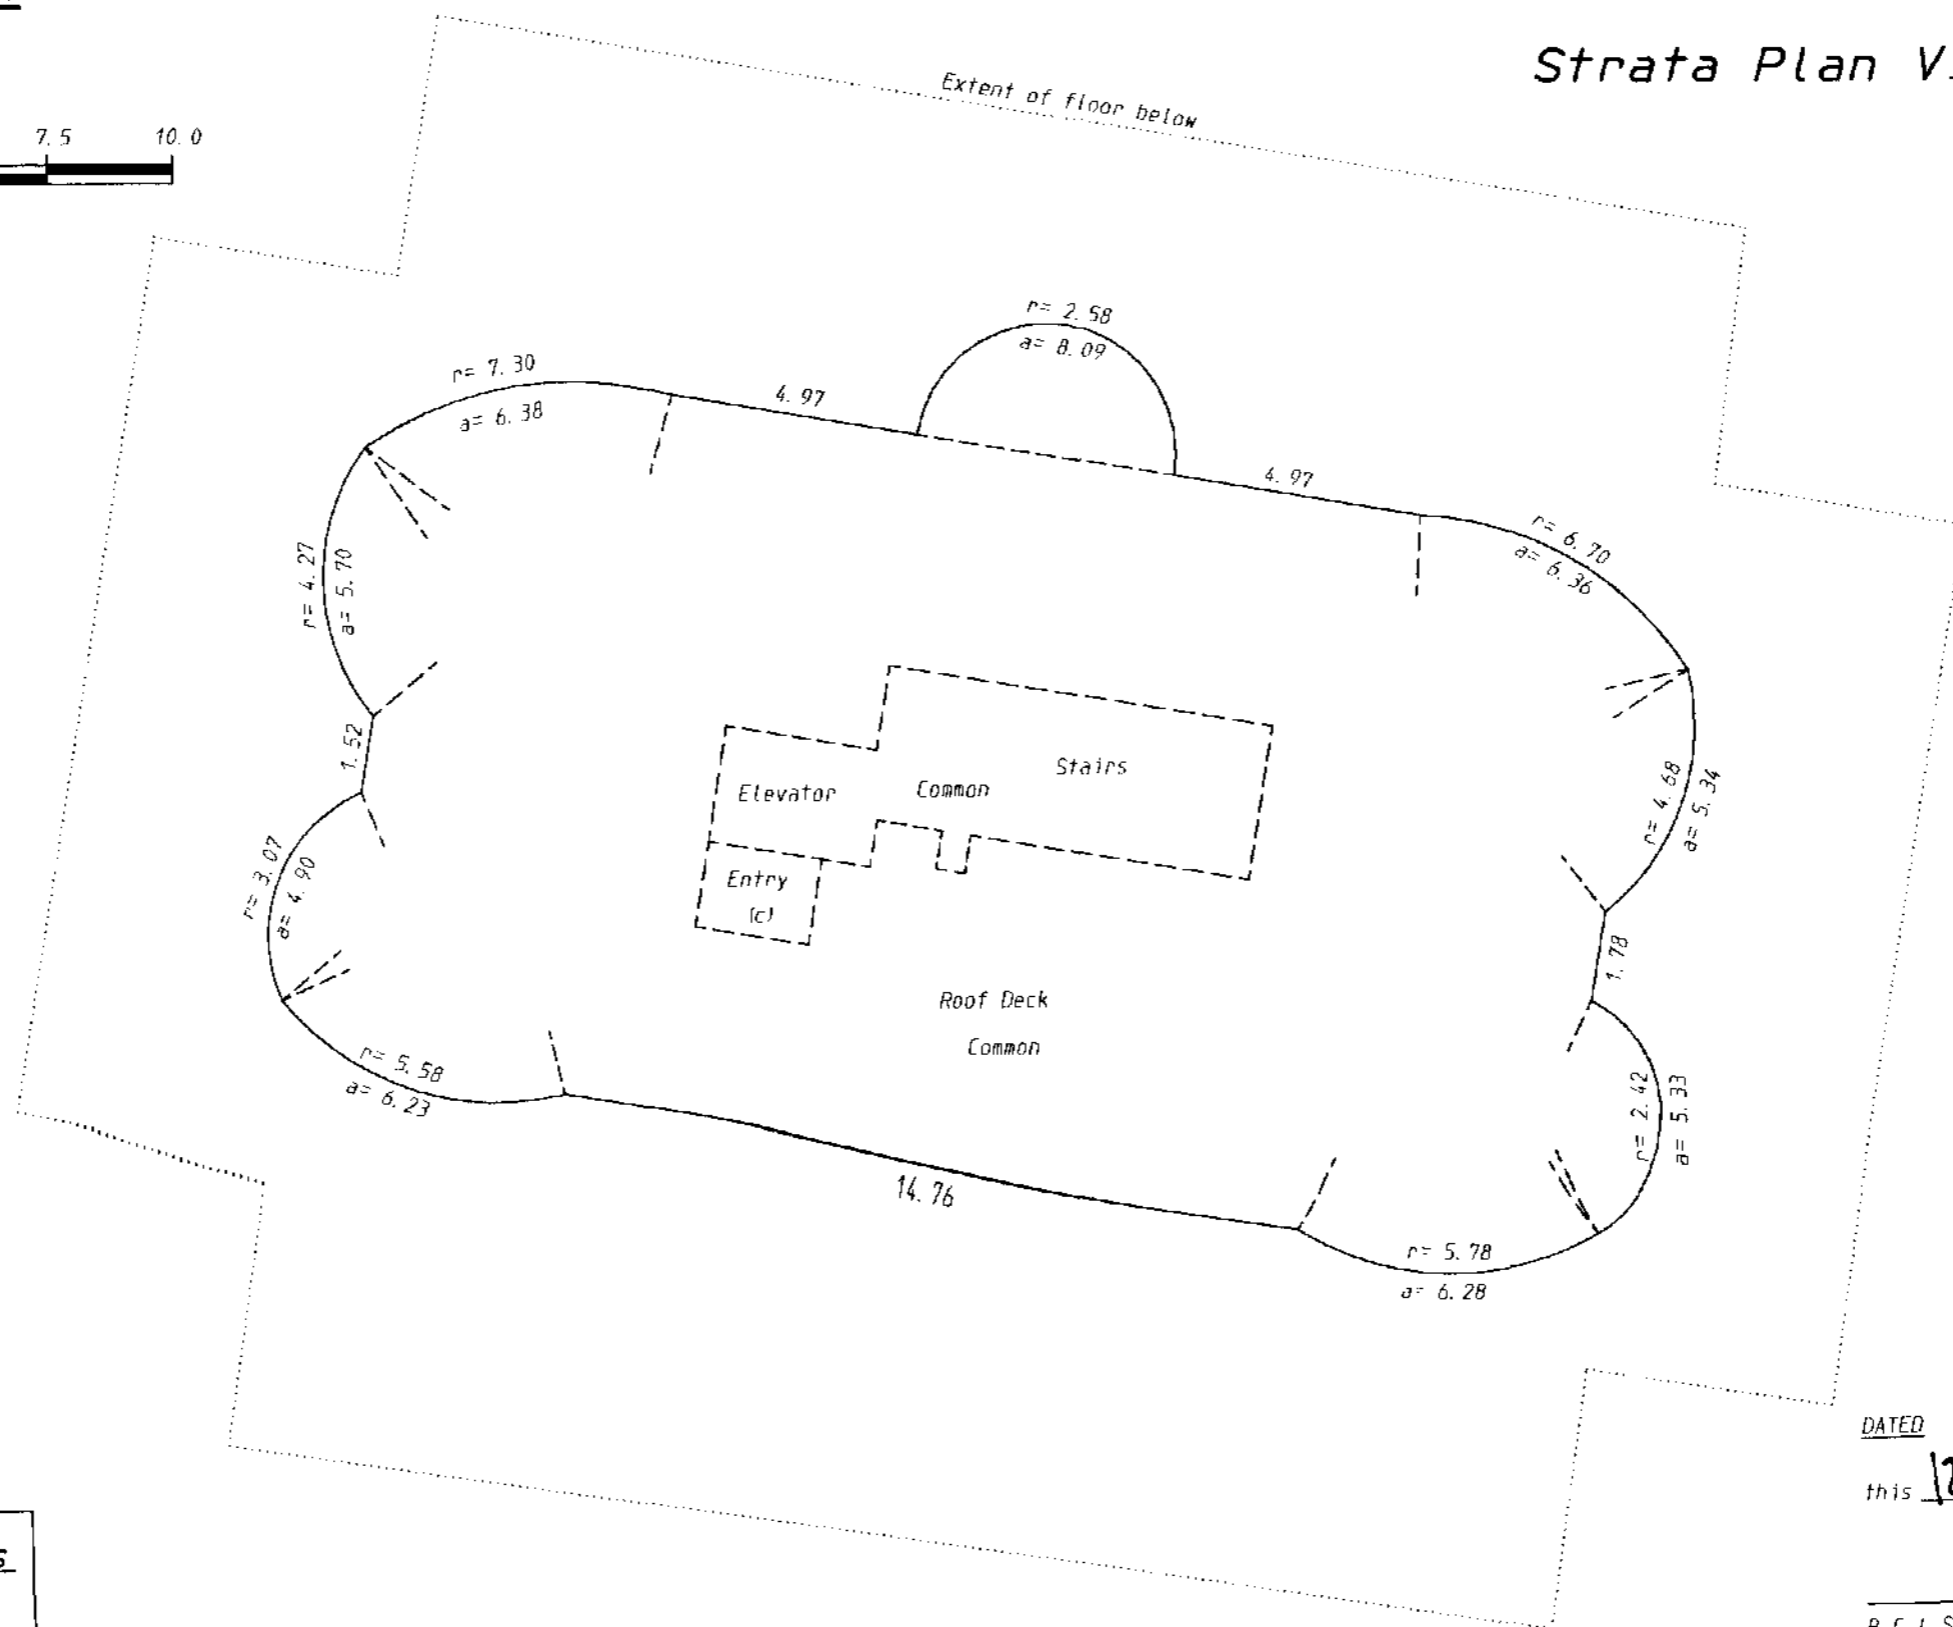 Strata Plan V
Extent of floor below
7.5 10.0
r= 2.58
a= 8.09
r= 7.30
a= 6.38
4.97
4.97
r= 6.70
a= 6.36
r= 4.27
a= 5.70
1.52
Stairs
Elevator
Common
r= 4.68
a= 5.34
r= 3.07
a= 4.90
Entry
(c)
1.78
Roof Deck
Common
r= 5.58
a= 6.23
r= 2.42
a= 5.33
14.76
r= 5.78
a= 6.28
DATED
this